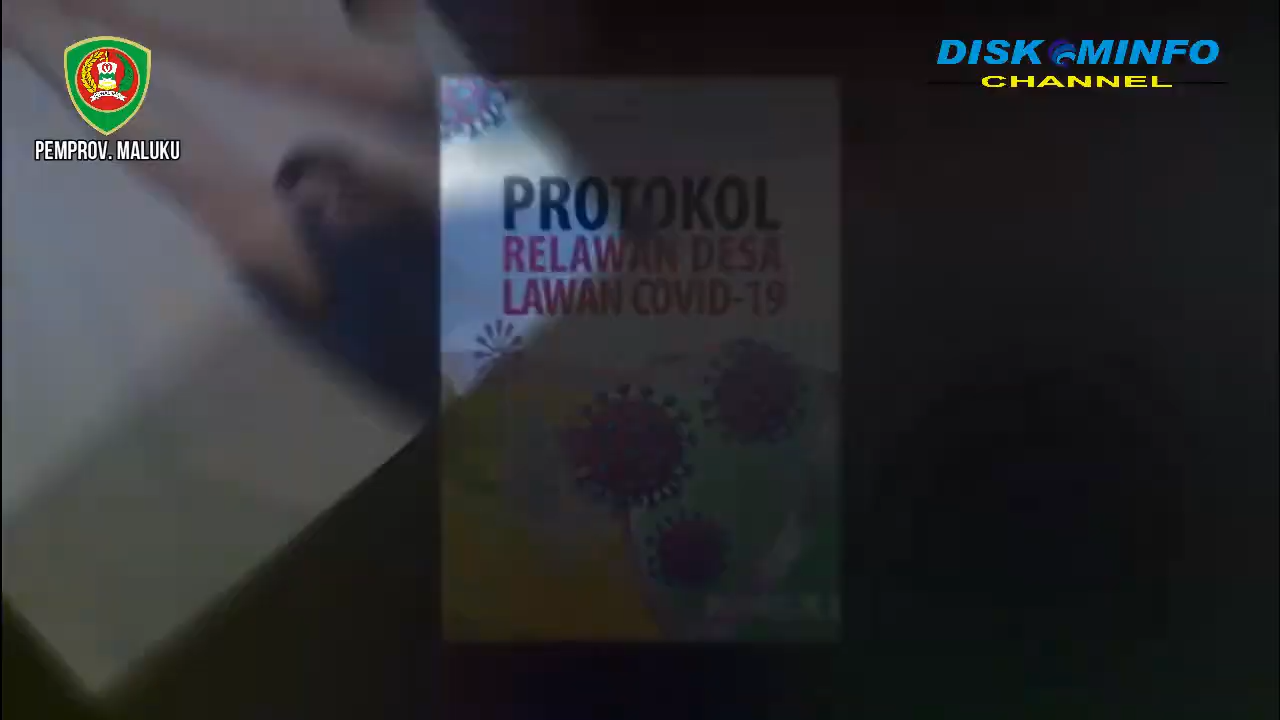 PEMPROV. MALUKU
DISKOMINFO
CHANNEL
PROTOKOL
RELAWAN DESA
LAWAN COVID-19